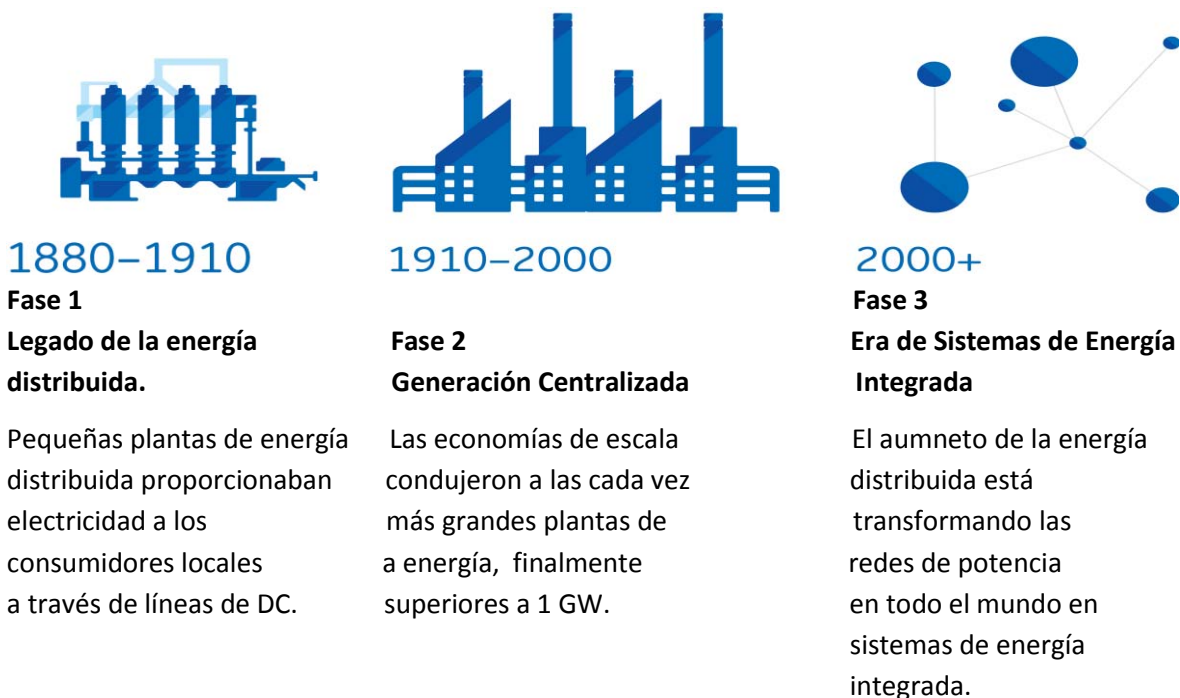 1880–1910
Fase 1
Legado de la energía
distribuida.
Pequeñas plantas de energía
distribuida proporcionaban
electricidad a los
consumidores locales
a través de líneas de DC.
1910–2000
Fase 2
Generación Centralizada
Las economías de escala
condujeron a las cada vez
más grandes plantas de
a energía, finalmente
superiores a 1 GW.
2000+
Fase 3
Era de Sistemas de Energía
Integrada
El aumneto de la energía
distribuida está
transformando las
redes de potencia
en todo el mundo en
sistemas de energía
integrada.